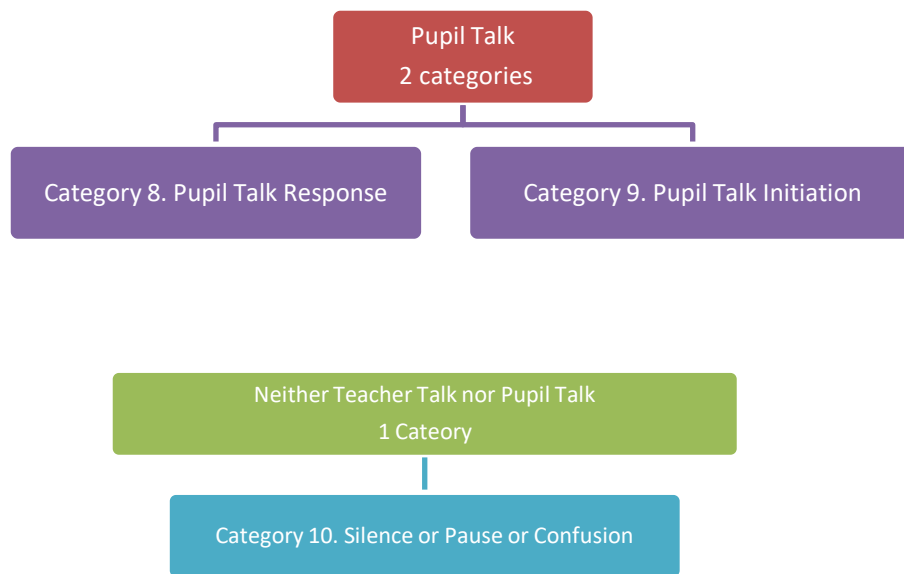 Pupil Talk
2 categories
Category 8. Pupil Talk Response
Category 9. Pupil Talk Initiation
Neither Teacher Talk nor Pupil Talk
1 Cateory
Category 10. Silence or Pause or Confusion